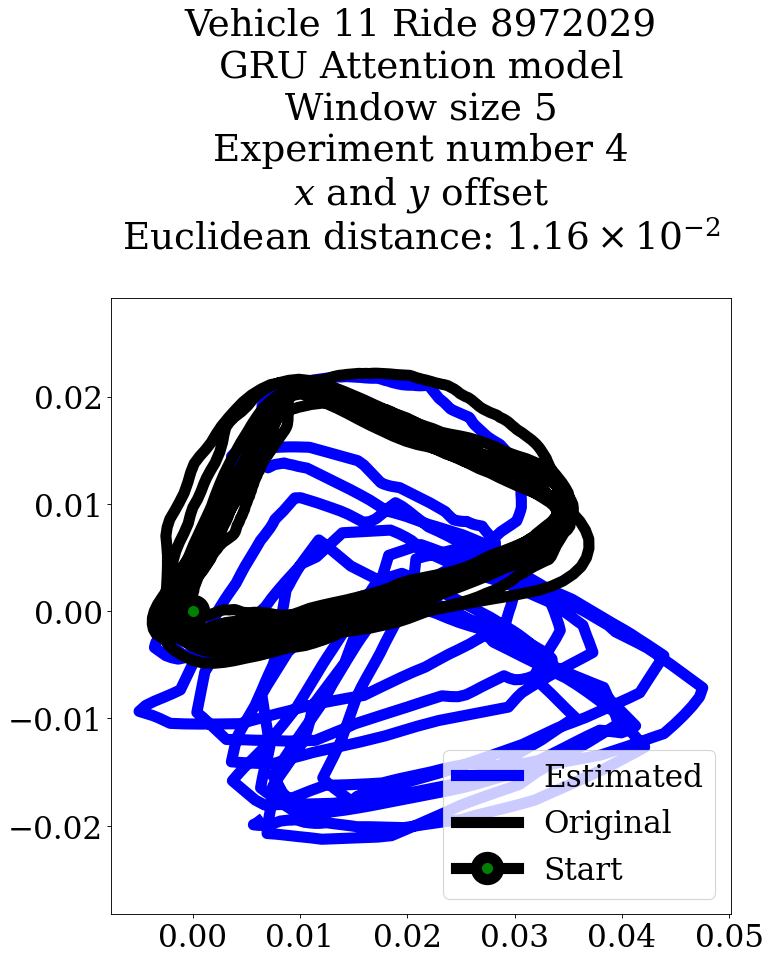 Vehicle 11 Ride 8972029
GRU Attention model
Window size 5
Experiment number 4
x and y offset
Euclidean distance: 1.16 × 10⁻²
0.02
0.01
0.00
−0.01
−0.02
Estimated
Original
Start
0.00 0.01 0.02 0.03 0.04 0.05